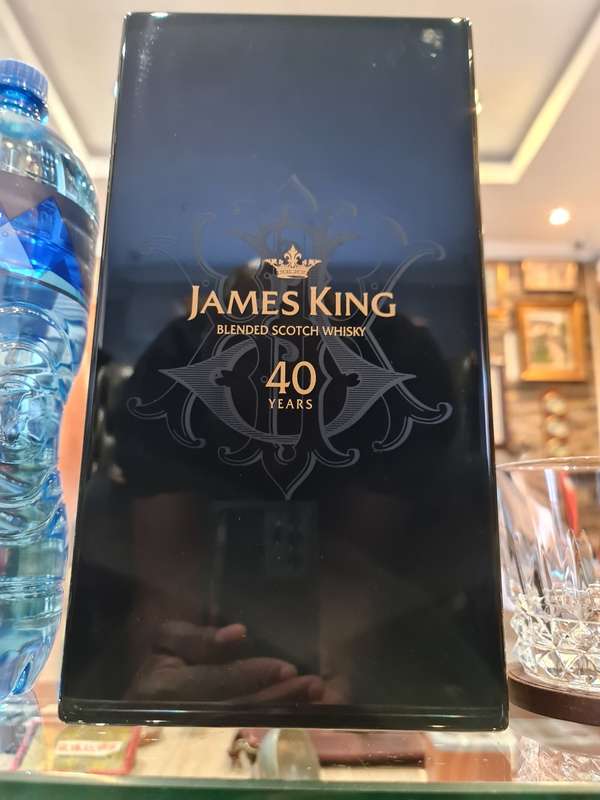 JAMES KING
BLENDED SCOTCH WHISKY
40
YEARS